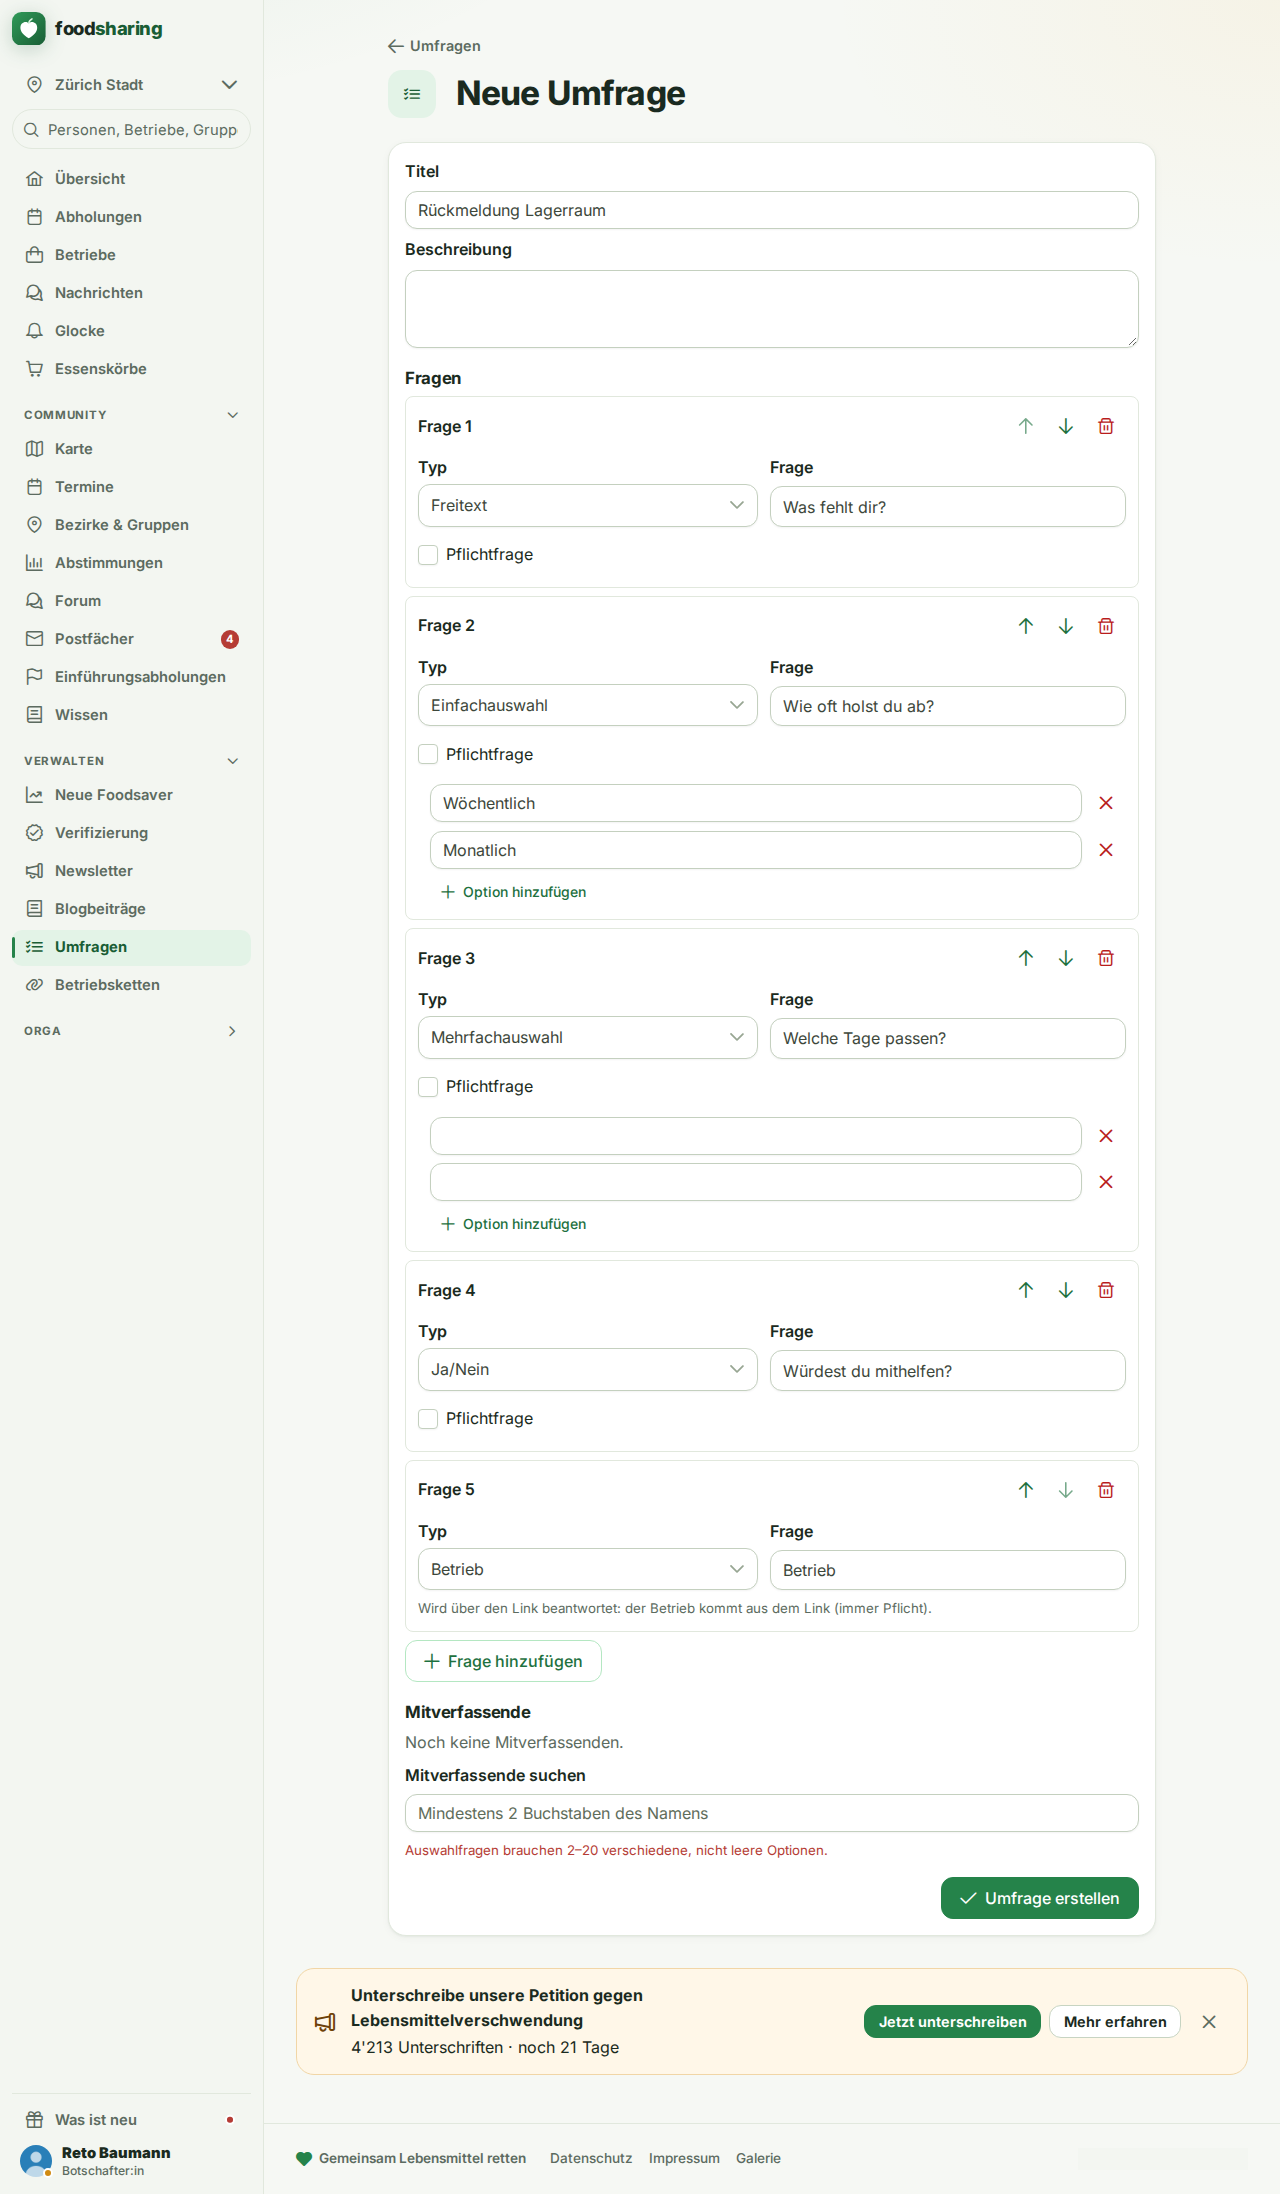 foodsharing
Zürich Stadt
Personen, Betriebe, Grupp
Übersicht
Abholungen
Betriebe
Nachrichten
Glocke
Essenskörbe
COMMUNITY
Karte
Termine
Bezirke & Gruppen
Abstimmungen
Forum
Postfächer 4
Einführungsabholungen
Wissen
VERWALTEN
Neue Foodsaver
Verifizierung
Newsletter
Blogbeiträge
Umfragen
Betriebsketten
ORGA
Was ist neu
Reto Baumann
Botschafter:in
Umfragen
Neue Umfrage
Titel
Rückmeldung Lagerraum
Beschreibung
Fragen
Frage 1
Typ Frage
Freitext Was fehlt dir?
Pflichtfrage
Frage 2
Typ Frage
Einfachauswahl Wie oft holst du ab?
Pflichtfrage
Wöchentlich
Monatlich
Option hinzufügen
Frage 3
Typ Frage
Mehrfachauswahl Welche Tage passen?
Pflichtfrage
Option hinzufügen
Frage 4
Typ Frage
Ja/Nein Würdest du mithelfen?
Pflichtfrage
Frage 5
Typ Frage
Betrieb Betrieb
Wird über den Link beantwortet: der Betrieb kommt aus dem Link (immer Pflicht).
Frage hinzufügen
Mitverfassende
Noch keine Mitverfassenden.
Mitverfassende suchen
Mindestens 2 Buchstaben des Namens
Auswahlfragen brauchen 2–20 verschiedene, nicht leere Optionen.
Umfrage erstellen
Unterschreibe unsere Petition gegen
Lebensmittelverschwendung
4'213 Unterschriften · noch 21 Tage
Jetzt unterschreiben Mehr erfahren
Gemeinsam Lebensmittel retten Datenschutz Impressum Galerie